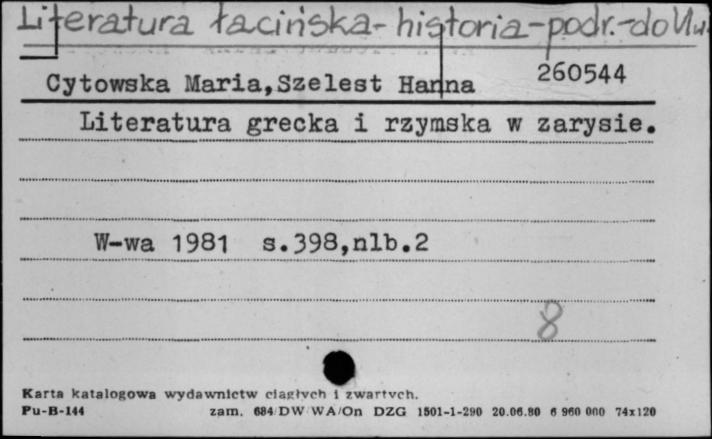 Literatura łacińska-historia-podr.-do V w.
260544
Cytowska Maria,Szelest Hanna
Literatura grecka i rzymska w zarysie.
W-wa 1981 s.398,nlb.2
8
Karta katalogowa wydawnictw ciągłych i zwartych.
Pu-B-144 zam. 684/DW WA/On DZG 1501-1-290 20.06.80 6 960 000 74x120